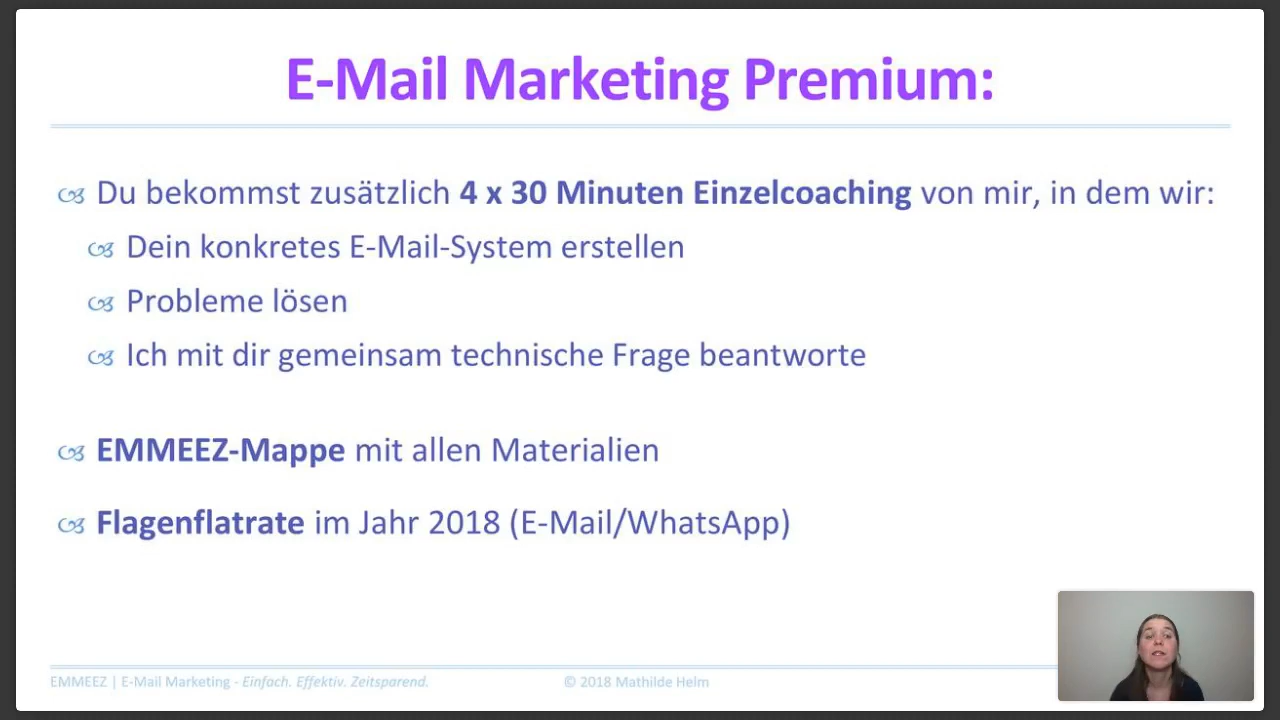 E-Mail Marketing Premium:
Du bekommst zusätzlich 4 x 30 Minuten Einzelcoaching von mir, in dem wir:
Dein konkretes E-Mail-System erstellen
Probleme lösen
Ich mit dir gemeinsam technische Frage beantworte
EMMEEZ-Mappe mit allen Materialien
Flagenflatrate im Jahr 2018 (E-Mail/WhatsApp)
EMMEEZ | E-Mail Marketing - Einfach. Effektiv. Zeitsparend.
© 2018 Mathilde Helm